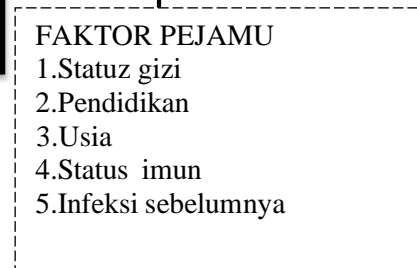 FAKTOR PEJAMU
1.Statuz gizi
2.Pendidikan
3.Usia
4.Status imun
5.Infeksi sebelumnya